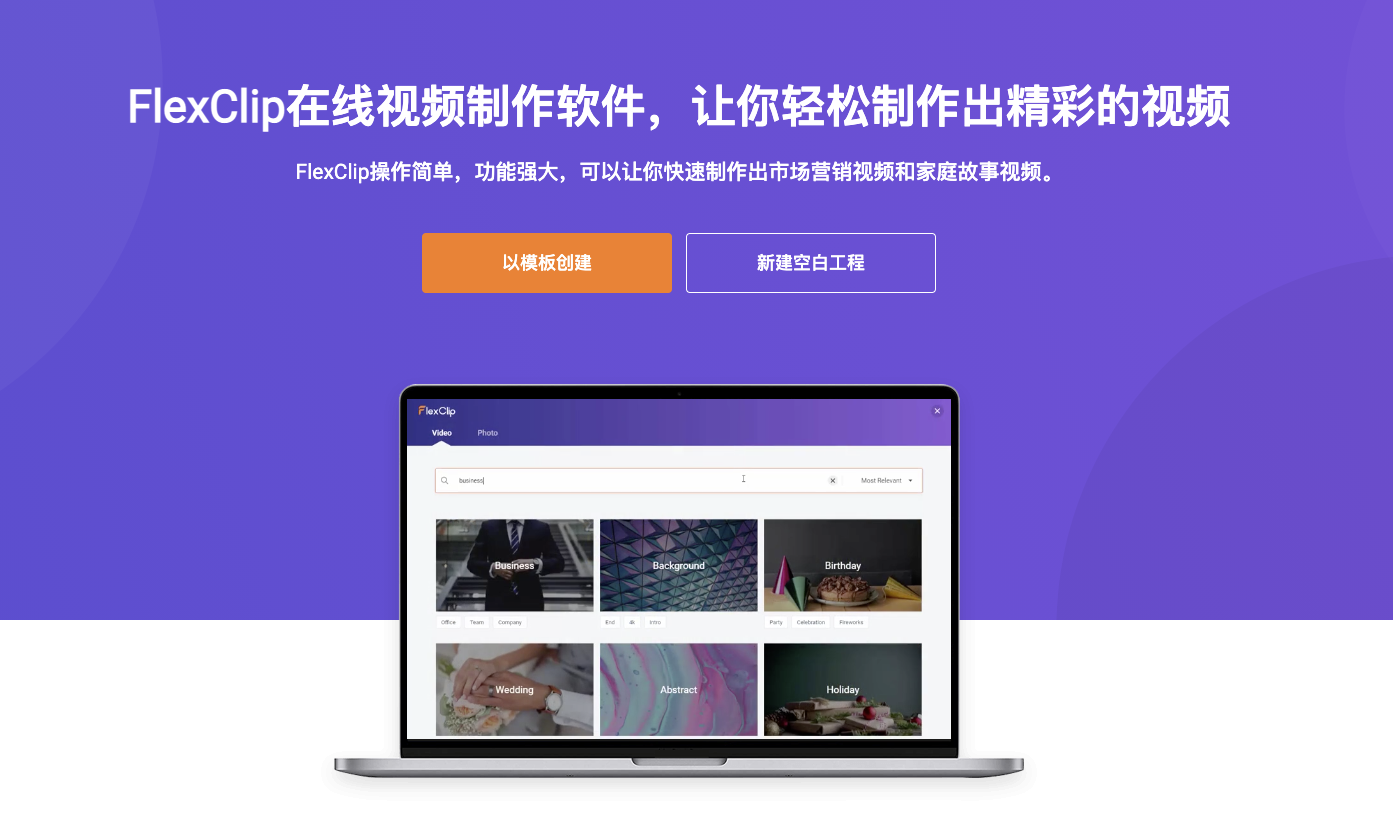 FlexClip在线视频制作软件，让你轻松制作出精彩的视频
FlexClip操作简单，功能强大，可以让你快速制作出市场营销视频和家庭故事视频。
以模板创建
新建空白工程
FlexClip
Video
Photo
business
Most Relevant
Business
Background
Birthday
Office
Team
Company
End
4k
Intro
Party
Celebration
Fireworks
Wedding
Abstract
Holiday